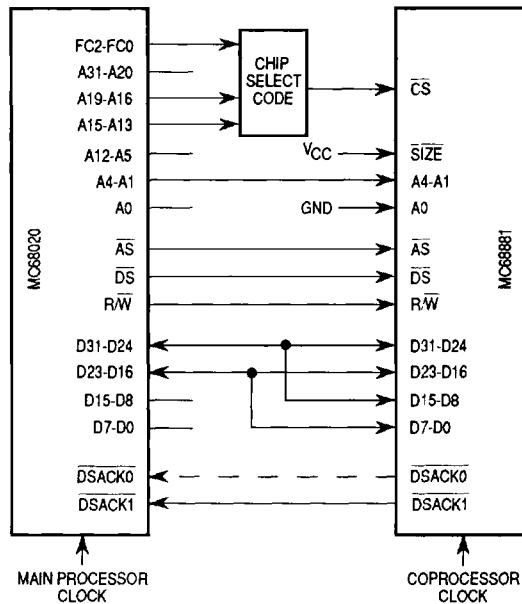 FC2-FC0
A31-A20
A19-A16
A15-A13
A12-A5
A4-A1
A0
AS
DS
R/W
D31-D24
D23-D16
D15-D8
D7-D0
DSACK0
DSACK1
MC68020
MAIN PROCESSOR
CLOCK
CHIP
SELECT
CODE
VCC
GND
CS
SIZE
A4-A1
A0
AS
DS
R/W
D31-D24
D23-D16
D15-D8
D7-D0
DSACK0
DSACK1
MC68881
COPROCESSOR
CLOCK